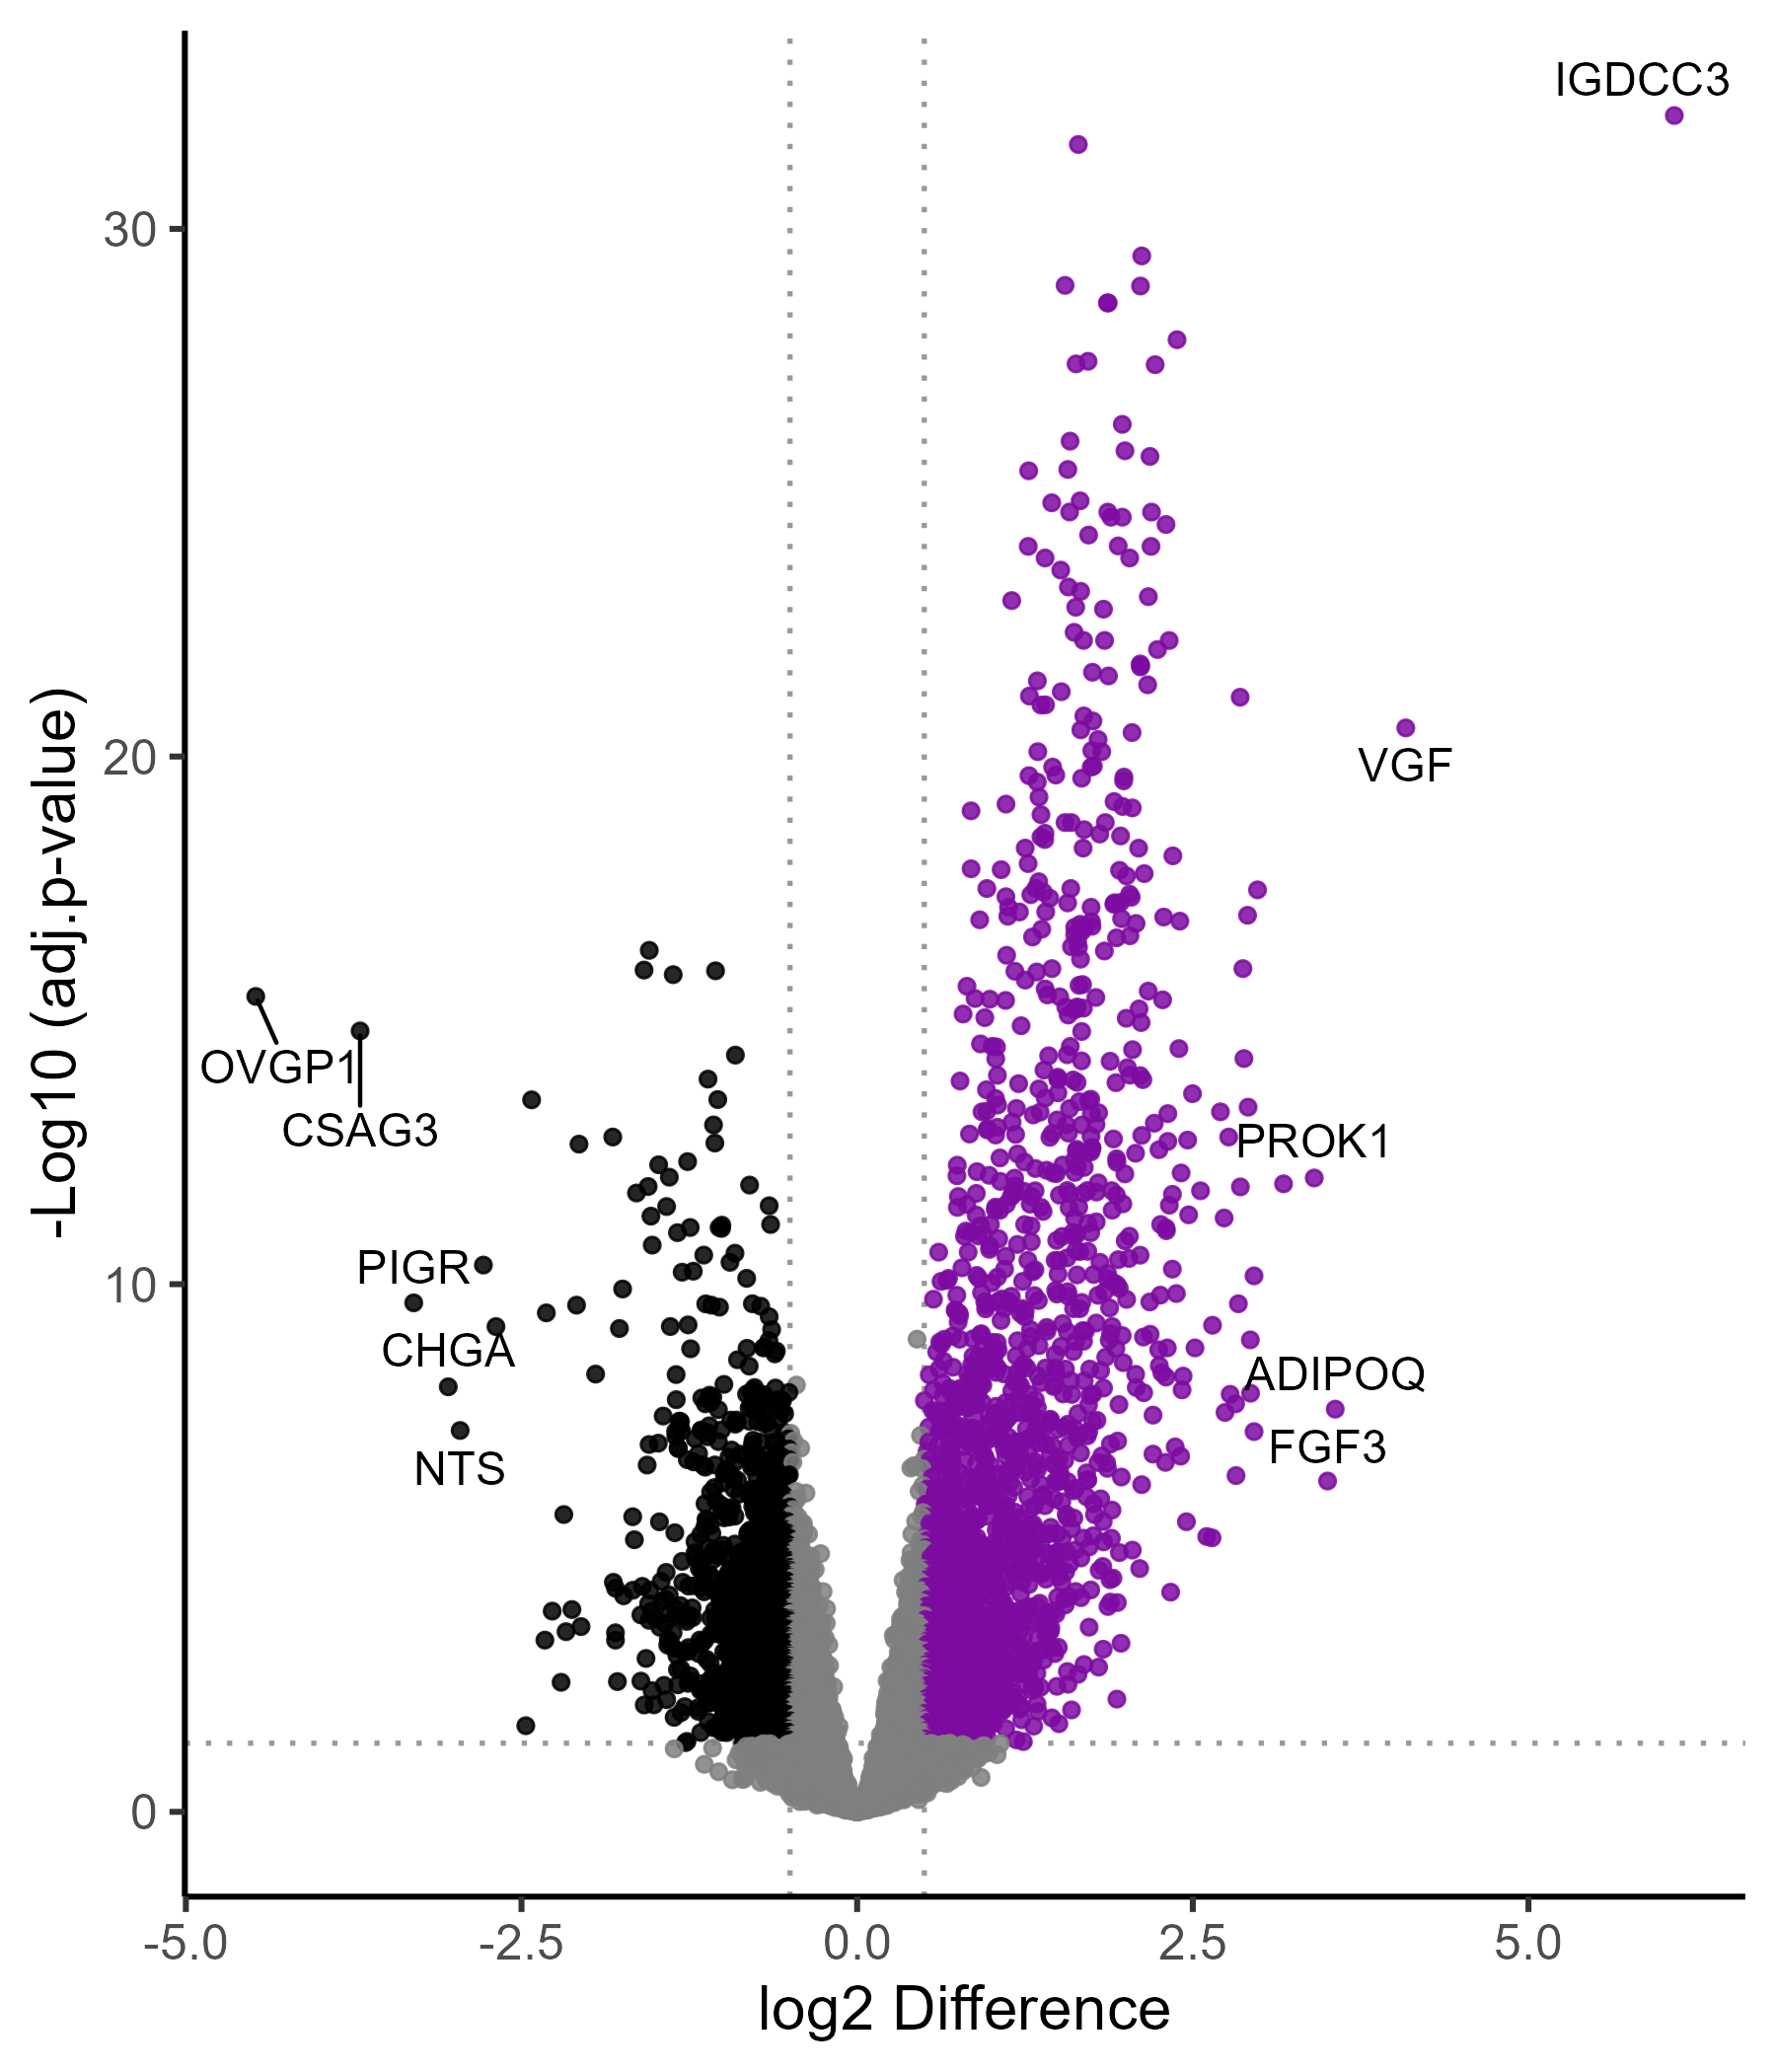 IGDCC3
30
VGF
20
-Log10 (adj.p-value)
OVGP1
CSAG3
PROK1
PIGR
10
CHGA
ADIPOQ
FGF3
NTS
0
-5.0 -2.5 0.0 2.5 5.0
log2 Difference